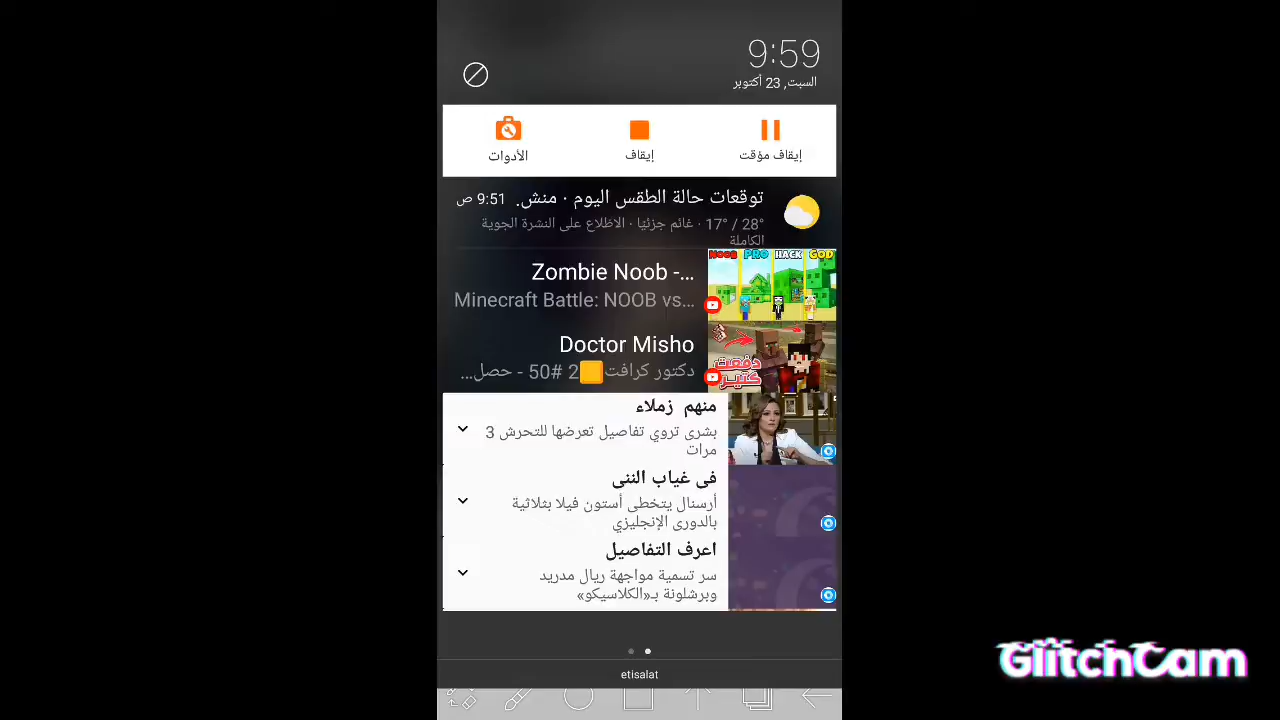 9:59
السبت, 23 أكتوبر
إيقاف مؤقت
إيقاف
الأدوات
توقعات حالة الطقس اليوم · منش. 9:51 ص
28° / 17° · غائم جزئيًا · الاطلاع على النشرة الجوية
الكاملة
Zombie Noob -...
Minecraft Battle: NOOB vs...
NOOB PRO HACK GOD
Doctor Misho
دكتور كرافت🟧2 #50 - حصل...
دفعت
كتير
منهم زملاء
بشرى تروي تفاصيل تعرضها للتحرش 3
مرات
فى غياب الننى
أرسنال يتخطى أستون فيلا بثلاثية
بالدورى الإنجليزي
اعرف التفاصيل
سر تسمية مواجهة ريال مدريد
وبرشلونة بـ«الكلاسيكو»
etisalat
GlitchCam